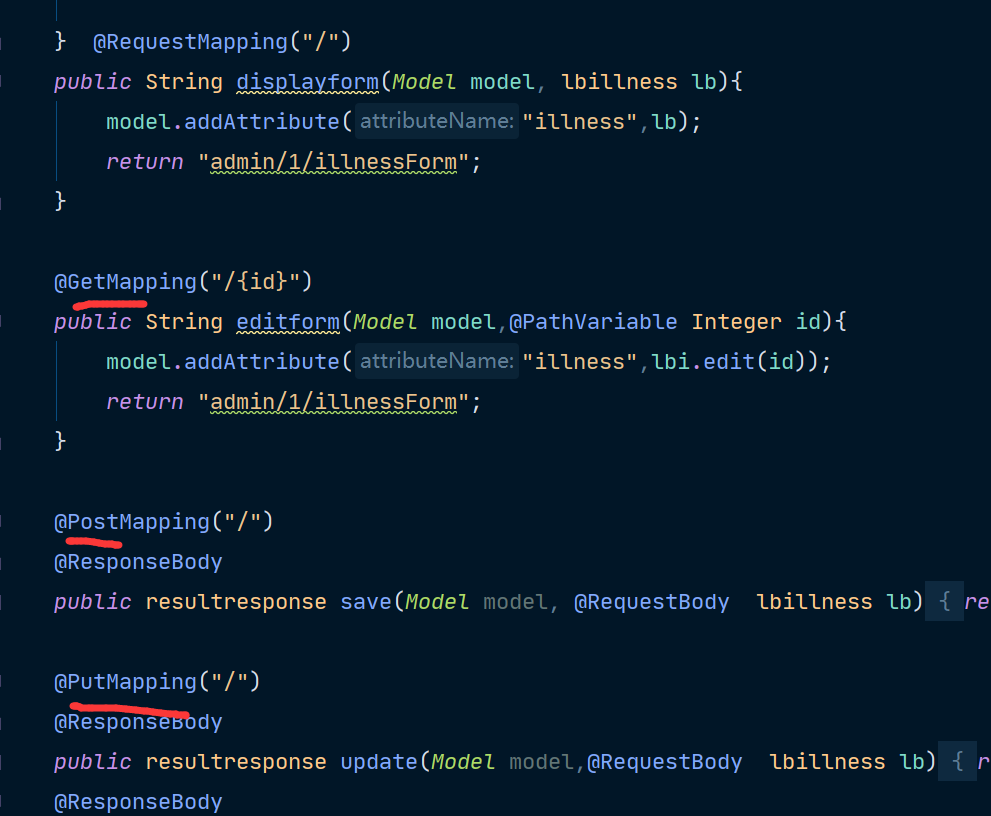 }  @RequestMapping("/")
public String displayform(Model model, lbillness lb){
model.addAttribute( attributeName: "illness",lb);
return "admin/1/illnessForm";
}
@GetMapping("/{id}")
public String editform(Model model,@PathVariable Integer id){
model.addAttribute( attributeName: "illness",lbi.edit(id));
return "admin/1/illnessForm";
}
@PostMapping("/")
@ResponseBody
public resultresponse save(Model model, @RequestBody  lbillness lb) { re
@PutMapping("/")
@ResponseBody
public resultresponse update(Model model,@RequestBody  lbillness lb) { r
@ResponseBody